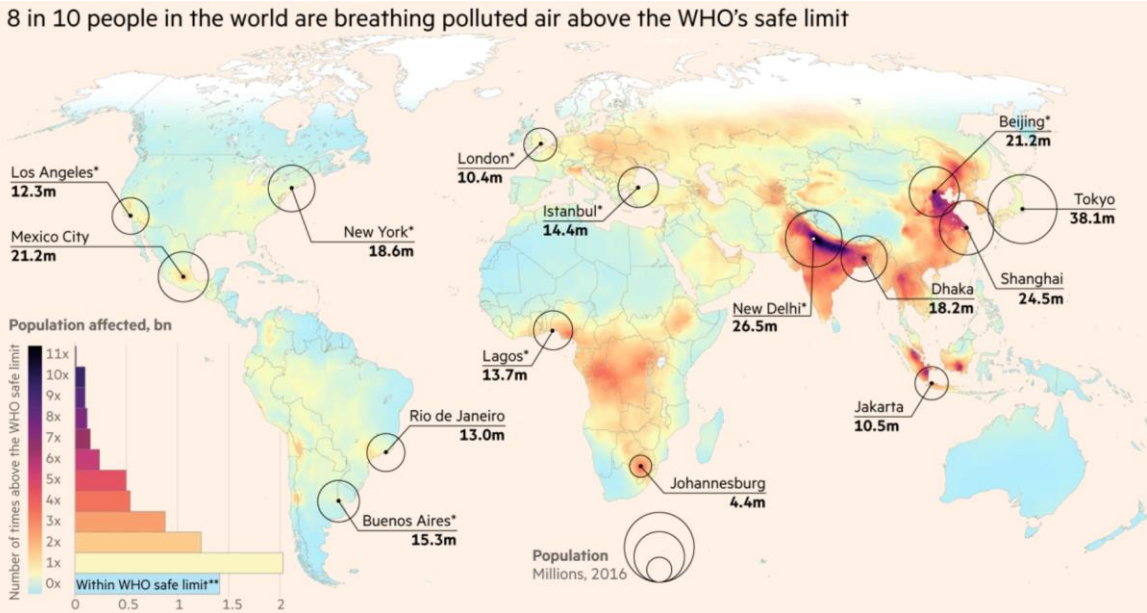 8 in 10 people in the world are breathing polluted air above the WHO's safe limit
Los Angeles*
12.3m
Mexico City
21.2m
New York*
18.6m
London*
10.4m
Istanbul*
14.4m
Beijing*
21.2m
Tokyo
38.1m
Shanghai
24.5m
Dhaka
18.2m
New Delhi*
26.5m
Lagos*
13.7m
Jakarta
10.5m
Rio de Janeiro
13.0m
Johannesburg
4.4m
Buenos Aires*
15.3m
Population
Millions, 2016
Population affected, bn
Number of times above the WHO safe limit
11x
10x
9x
8x
7x
6x
5x
4x
3x
2x
1x
0x
Within WHO safe limit**
0
0.5
1
1.5
2